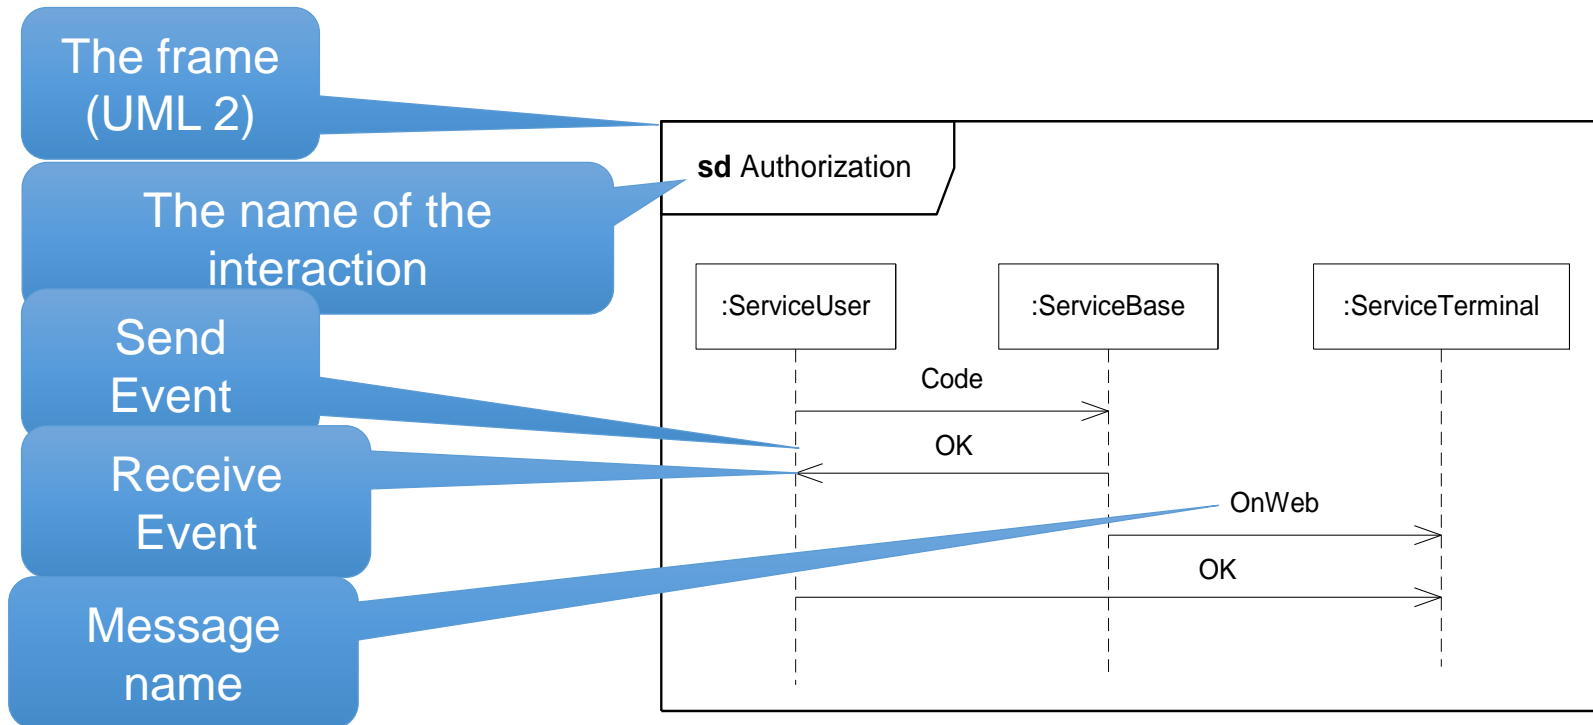 The frame
(UML 2)
sd Authorization
The name of the
interaction
:ServiceUser
:ServiceBase
:ServiceTerminal
Send
Event
Code
OK
Receive
Event
OnWeb
OK
Message
name